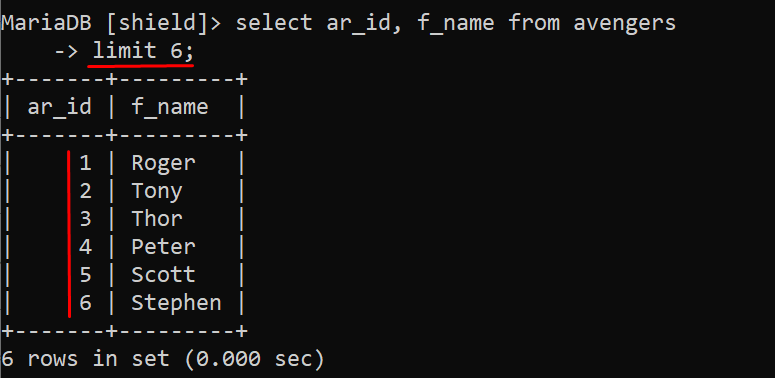 MariaDB [shield]> select ar_id, f_name from avengers
    -> limit 6;
+-------+---------+
| ar_id | f_name  |
+-------+---------+
|     1 | Roger   |
|     2 | Tony    |
|     3 | Thor    |
|     4 | Peter   |
|     5 | Scott   |
|     6 | Stephen |
+-------+---------+
6 rows in set (0.000 sec)